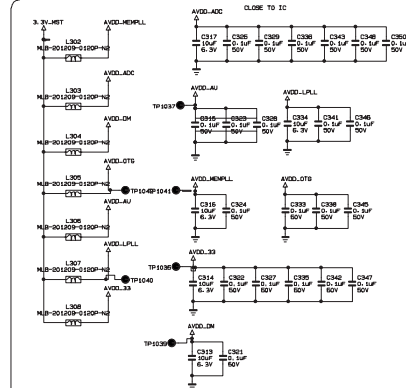 CLOSE TO IC
3.3V_MST
AVDD_MEMPLL
L302
MLB-201209-0120P-N2
AVDD_ADC
L303
MLB-201209-0120P-N2
AVDD_DM
L304
MLB-201209-0120P-N2
AVDD_OTG
L305
MLB-201209-0120P-N2
AVDD_AU
L306
MLB-201209-0120P-N2
AVDD_LPLL
L307
MLB-201209-0120P-N2
TP1040
AVDD_33
L308
MLB-201209-0120P-N2
AVDD_ADC
C317 10uF 6.3V
C325 0.1uF 50V
C329 0.1uF 50V
C336 0.1uF 50V
C343 0.1uF 50V
C348 0.1uF 50V
C350 0.1uF 50V
AVDD_AU
TP1037
C315 0.1uF 50V
C323 0.1uF 50V
C328 0.1uF 50V
AVDD_LPLL
C334 10uF 6.3V
C341 0.1uF 50V
C346 0.1uF 50V
TP1041
AVDD_MEMPLL
C316 10uF 6.3V
C324 0.1uF 50V
AVDD_OTG
C333 0.1uF 50V
C338 0.1uF 50V
C345 0.1uF 50V
AVDD_33
C314 10uF 6.3V
C322 0.1uF 50V
C327 0.1uF 50V
C335 0.1uF 50V
C342 0.1uF 50V
C347 0.1uF 50V
AVDD_DM
TP1039
C313 10uF 6.3V
C321 0.1uF 50V